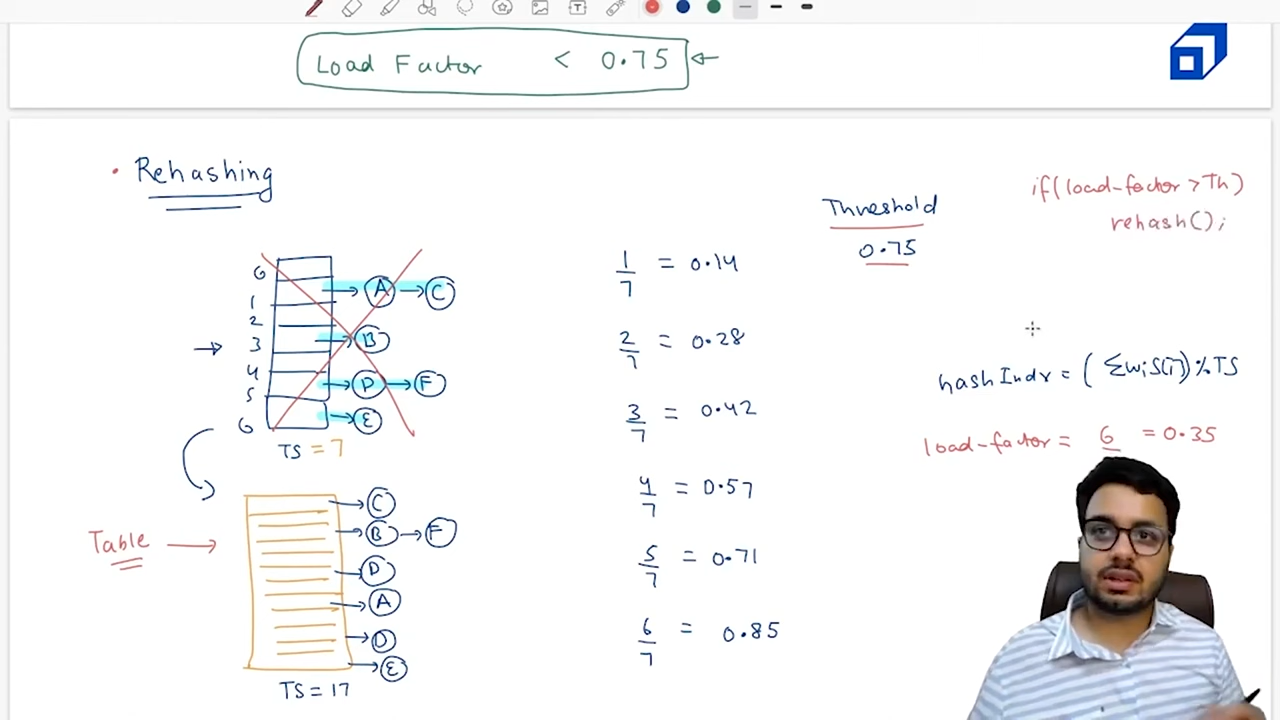 Load Factor < 0.75 ←
• Rehashing
Threshold
0.75
if(load-factor > Th)
rehash();
0
1
2
3
4
5
6
→ A → C
→ B
→ D → F
→ E
TS = 7
1/7 = 0.14
2/7 = 0.28
3/7 = 0.42
4/7 = 0.57
5/7 = 0.71
6/7 = 0.85
hashIndx = ( ΣwiS(i))%TS
load-factor = 6 = 0.35
Table →
→ C
→ B → F
→ D
→ A
→ D
→ E
TS = 17